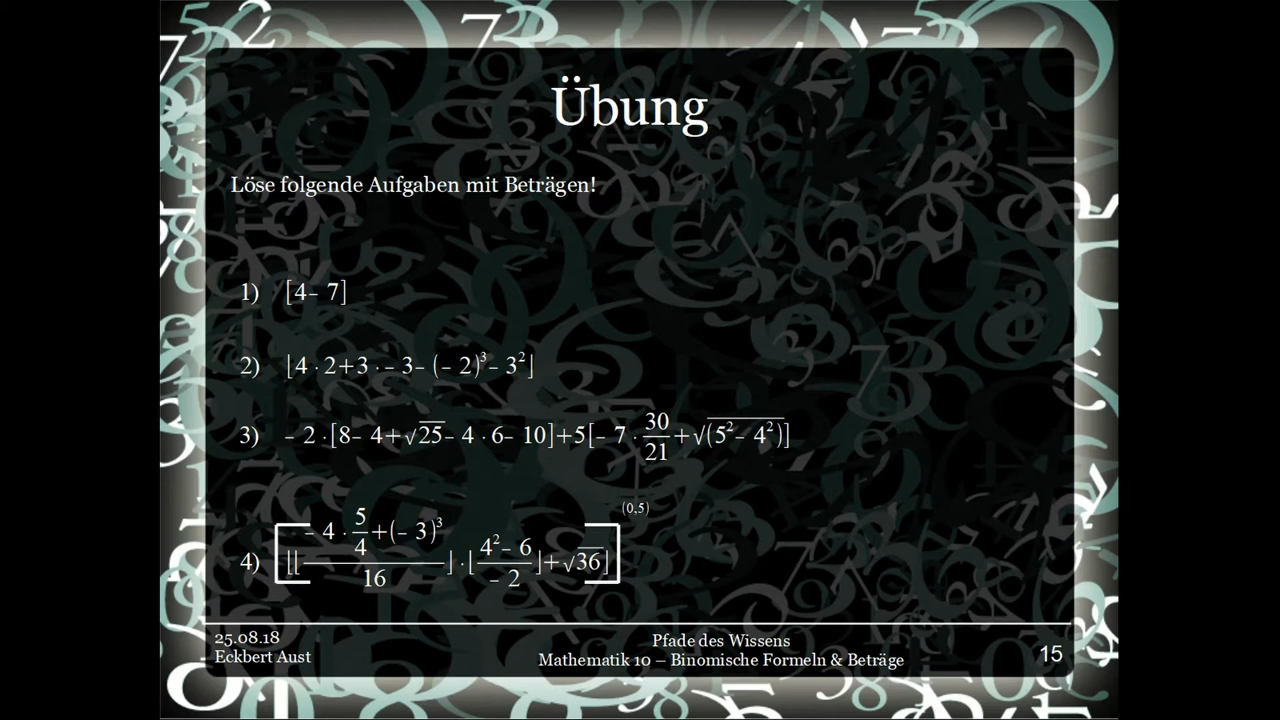 Übung
Löse folgende Aufgaben mit Beträgen!
1) [4– 7]
2) ⌊4 · 2+3 · – 3– (– 2)³– 3²⌋
3) – 2 · [8– 4+√25– 4 · 6– 10]+5[– 7 · 30/21 +√(5²– 4²)]
4) [⌊⌊(– 4 · 5/4 +(– 3)³)/16⌋ · ⌊(4²– 6)/(– 2)⌋+√36⌋]^(0,5)
25.08.18
Eckbert Aust
Pfade des Wissens
Mathematik 10 – Binomische Formeln & Beträge
15